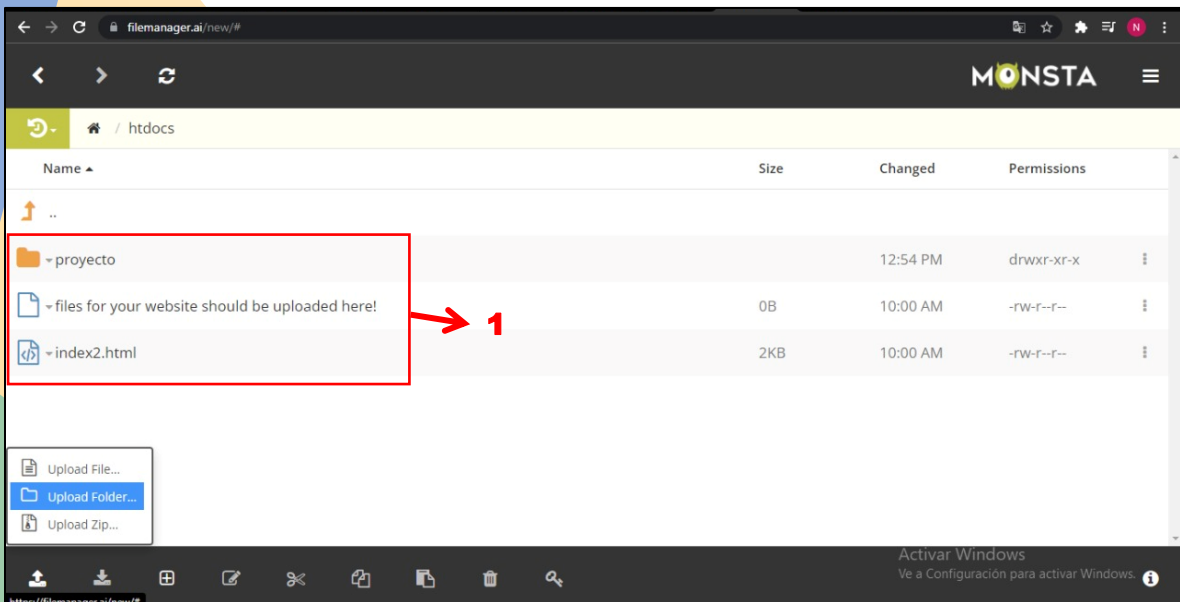 filemanager.ai/new/#
N
MONSTA
/ htdocs
Name Size Changed Permissions
..
proyecto 12:54 PM drwxr-xr-x
files for your website should be uploaded here! 0B 10:00 AM -rw-r--r--
index2.html 2KB 10:00 AM -rw-r--r--
1
Upload File...
Upload Folder...
Upload Zip...
Activar Windows
Ve a Configuración para activar Windows.
https://filemanager.ai/new/#